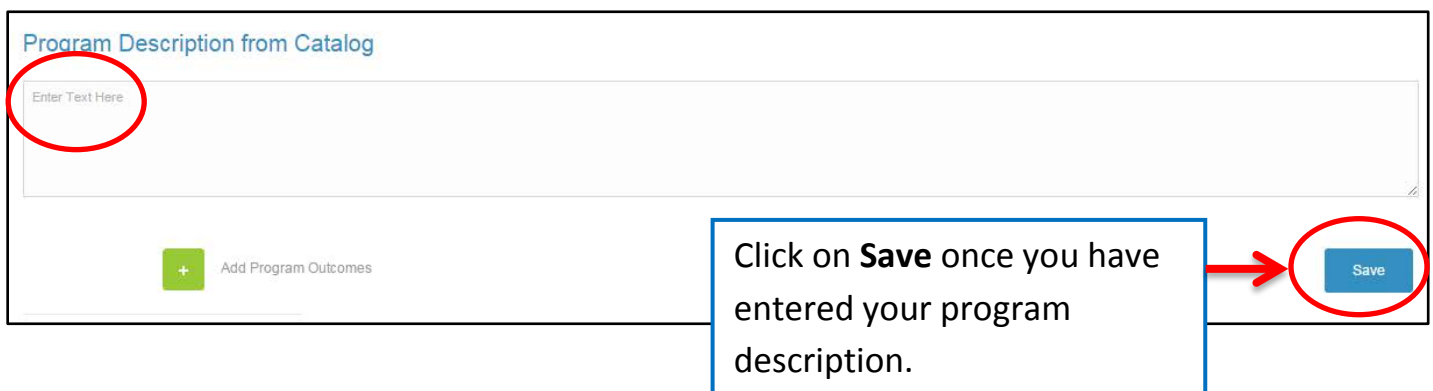 Program Description from Catalog
Enter Text Here
+ Add Program Outcomes
Click on Save once you have
entered your program
description.
Save